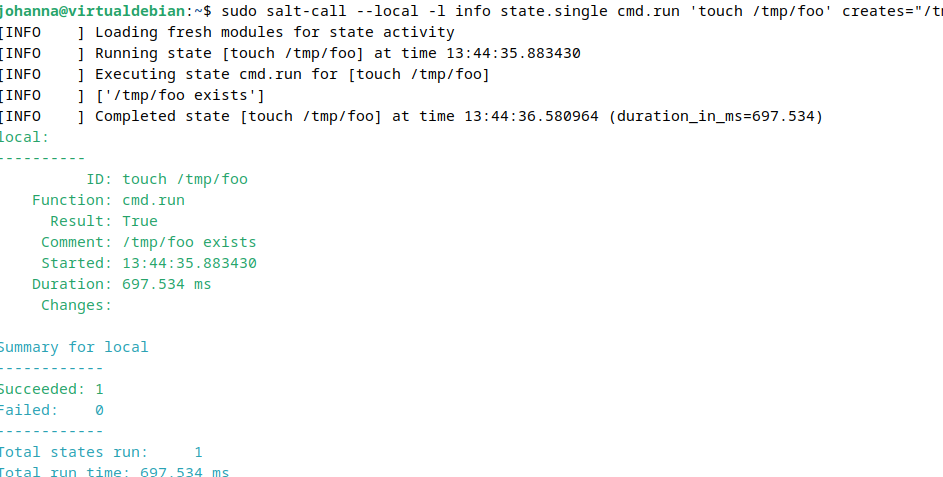 johanna@virtualdebian:~$ sudo salt-call --local -l info state.single cmd.run 'touch /tmp/foo' creates="/t
[INFO    ] Loading fresh modules for state activity
[INFO    ] Running state [touch /tmp/foo] at time 13:44:35.883430
[INFO    ] Executing state cmd.run for [touch /tmp/foo]
[INFO    ] ['/tmp/foo exists']
[INFO    ] Completed state [touch /tmp/foo] at time 13:44:36.580964 (duration_in_ms=697.534)
local:
----------
          ID: touch /tmp/foo
    Function: cmd.run
      Result: True
     Comment: /tmp/foo exists
     Started: 13:44:35.883430
    Duration: 697.534 ms
     Changes:
Summary for local
------------
Succeeded: 1
Failed:    0
------------
Total states run:     1
Total run time: 697.534 ms